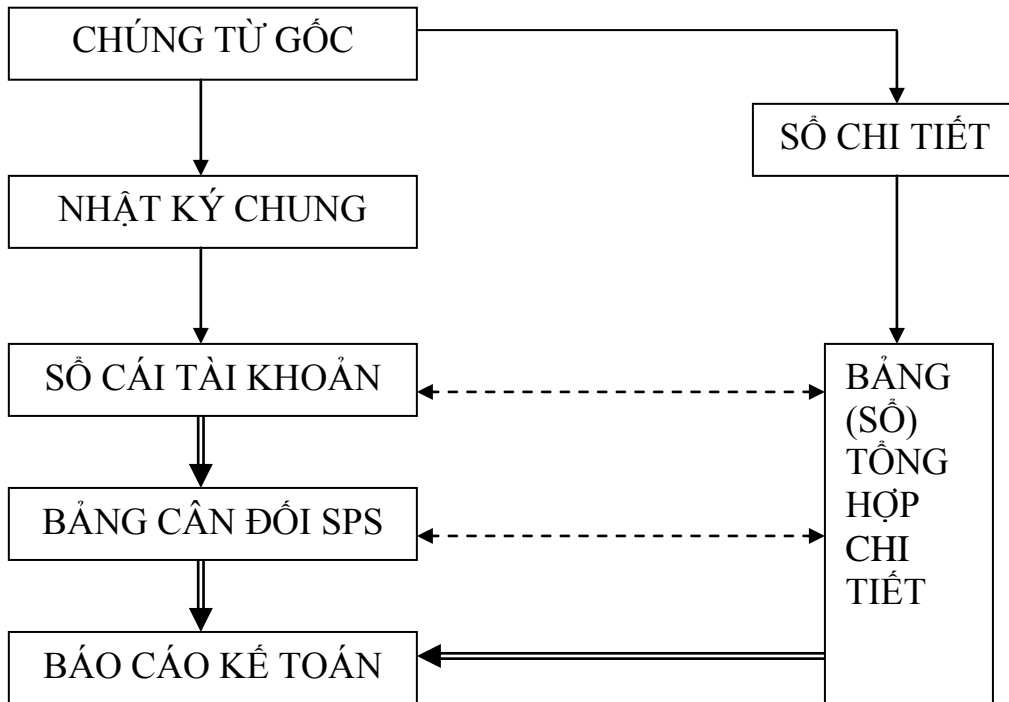 CHÚNG TỪ GỐC
SỔ CHI TIẾT
NHẬT KÝ CHUNG
SỔ CÁI TÀI KHOẢN
BẢNG CÂN ĐỐI SPS
BÁO CÁO KẾ TOÁN
BẢNG
(SỔ)
TỔNG
HỢP
CHI
TIẾT